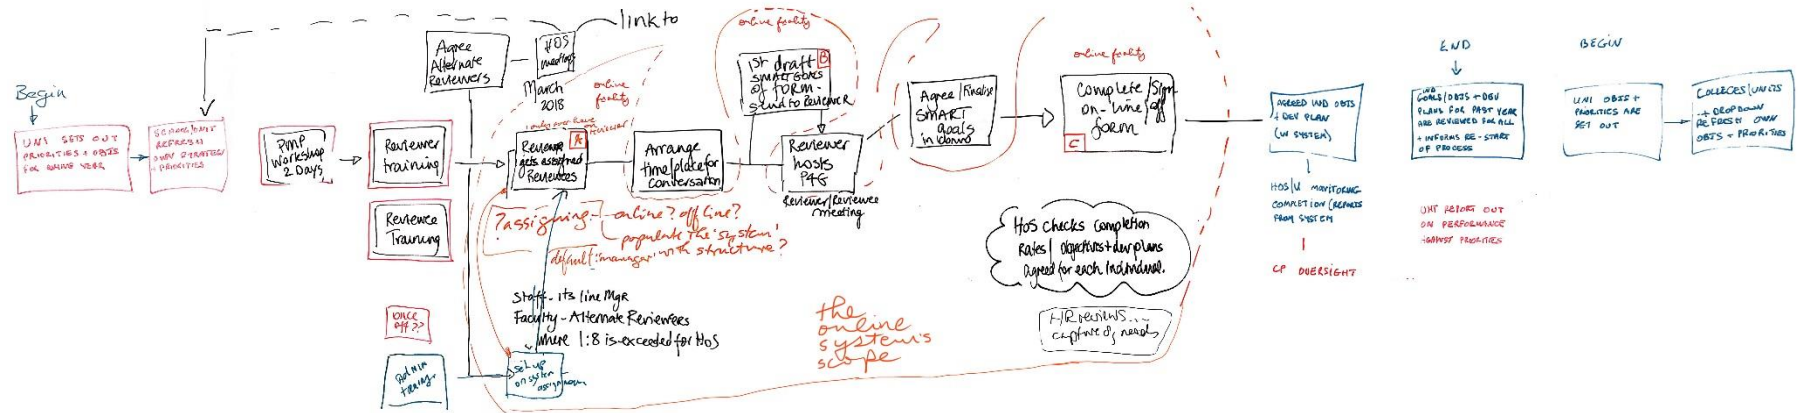 Begin
UNI SETS OUT
PRIORITIES + OBJS
FOR
YEAR
REFRESH
OWN STRATEGY
+ PRIORITIES
PMP
Workshop
2 Days
Reviewer
training
Reviewee
Training
ONCE
OFF??
Admin
training
Agree
Alternate
Reviewers
HOS
meeting
link to
March
2018
online
facility
Reviewee
gets assigned
Reviewees
A
Arrange
time/place for
conversation
online facility
1st draft
SMART GOALS
of form -
send to Reviewer
B
Reviewer
hosts
P4G
Reviewer/Reviewee
meeting
Agree/Finalise
SMART
goals
in
online facility
Complete/Sign
on-line/off
form
C
?assigning
online? offline?
populate the 'system'
with structure?
default: 'manager'
Staff - its line Mgr
Faculty - Alternate Reviewers
where 1:8 is exceeded for HoS
Set up
on system
the
online
system's
scope
HoS checks completion
Rates/ objectives + dev plans
agreed for each individual.
HR reviews...
capture
needs
AGREED IND OBJS
+ DEV PLAN
(IN SYSTEM)
HOS/U MONITORING
COMPLETION (REPORTS
FROM SYSTEM)
CP OVERSIGHT
END
IND
GOALS/OBJS + DEV
PLANS FOR PAST YEAR
ARE REVIEWED FOR ALL
+ INFORMS RE-START
OF PROCESS
UNI REPORT OUT
ON PERFORMANCE
AGAINST PRIORITIES
BEGIN
UNI OBJS +
PRIORITIES ARE
SET OUT
COLLEGES/UNITS
DROPDOWN
REFRESH OWN
OBJS + PRIORITIES